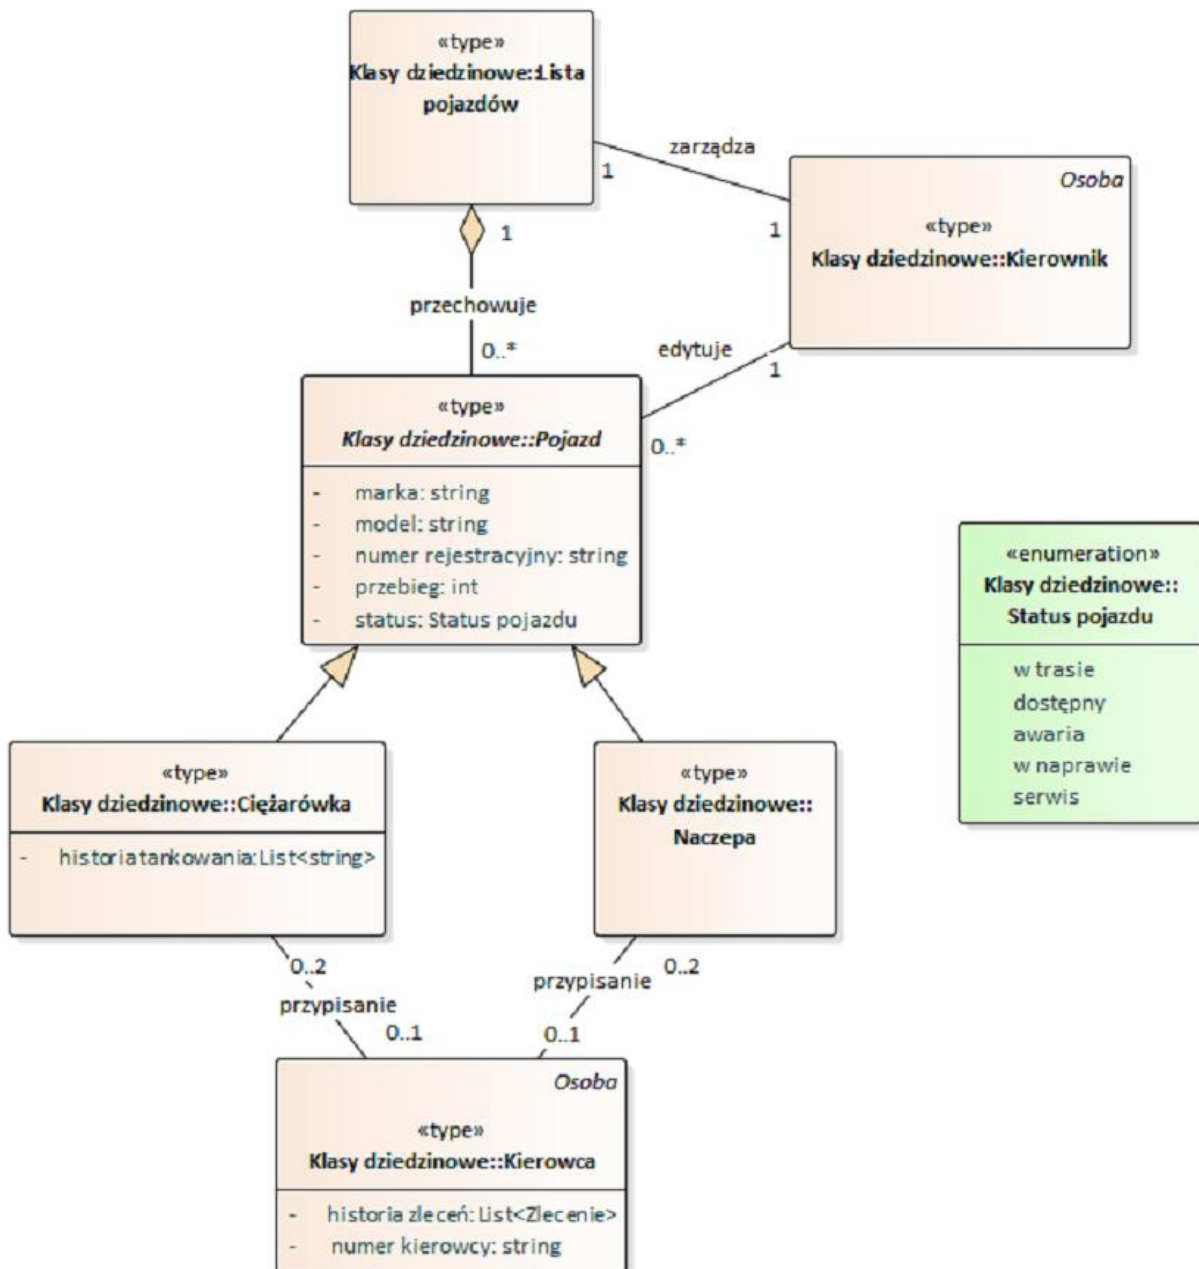 «type»
Klasy dziedzinowe::Lista
pojazdów
zarządza
1
1
Osoba
«type»
Klasy dziedzinowe::Kierownik
1
przechowuje
0..*
edytuje
1
0..*
«type»
Klasy dziedzinowe::Pojazd
- marka: string
- model: string
- numer rejestracyjny: string
- przebieg: int
- status: Status pojazdu
«enumeration»
Klasy dziedzinowe::
Status pojazdu
w trasie
dostępny
awaria
w naprawie
serwis
«type»
Klasy dziedzinowe::Ciężarówka
- historia tankowania: List<string>
«type»
Klasy dziedzinowe::
Naczepa
0..2
przypisanie
0..1
0..2
przypisanie
0..1
Osoba
«type»
Klasy dziedzinowe::Kierowca
- historia zleceń: List<Zlecenie>
- numer kierowcy: string